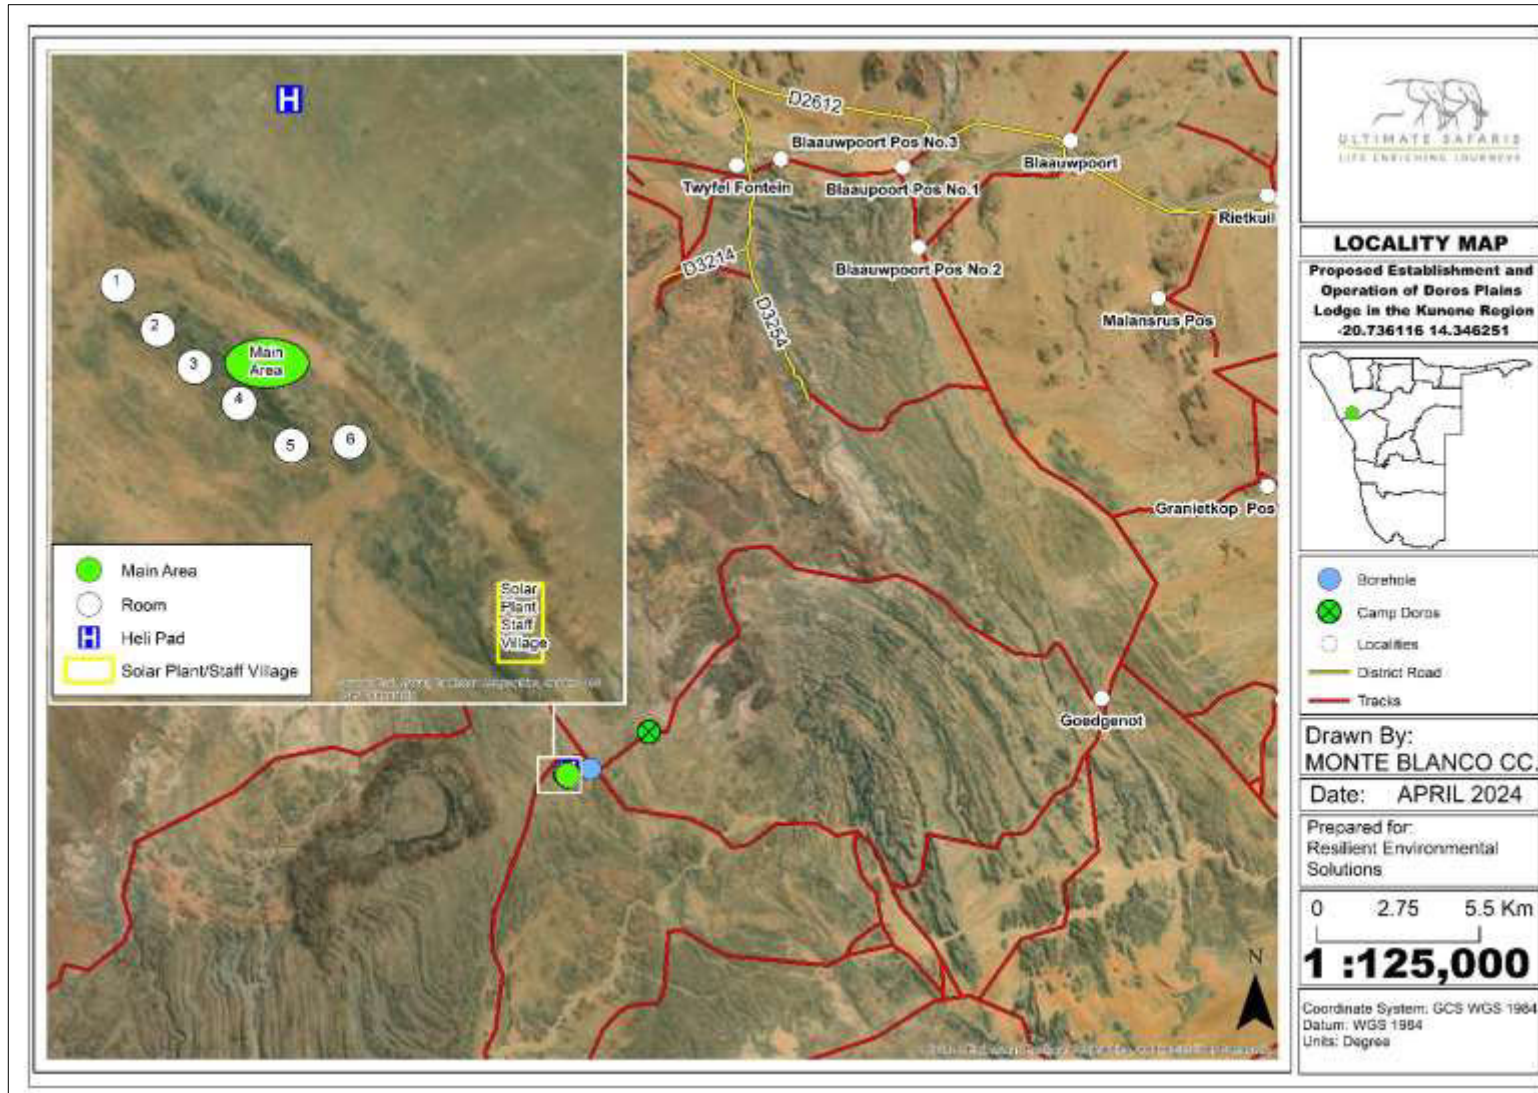 H
1
2
3
Main
Area
4
5
6
Main Area
Room
H
Heli Pad
Solar Plant/Staff Village
Solar
Plant
Staff
Village
D2612
Blaauwpoort Pos No.3
Blaauwpoort
Twyfel Fontein
Blaaupoort Pos No.1
Rietkuil
D3214
Blaauwpoort Pos No.2
D3254
Malansrus Pos
Granietkop Pos
Goedgenot
ULTIMATE SAFARIS
LIFE ENRICHING JOURNEYS
LOCALITY MAP
Proposed Establishment and
Operation of Doros Plains
Lodge in the Kunene Region
-20.736116 14.346251
Borehole
Camp Doros
Localities
District Road
Tracks
Drawn By:
MONTE BLANCO CC.
Date: APRIL 2024
Prepared for:
Resilient Environmental
Solutions
0 2.75 5.5 Km
1 :125,000
N
Coordinate System: GCS WGS 1984
Datum: WGS 1984
Units: Degree